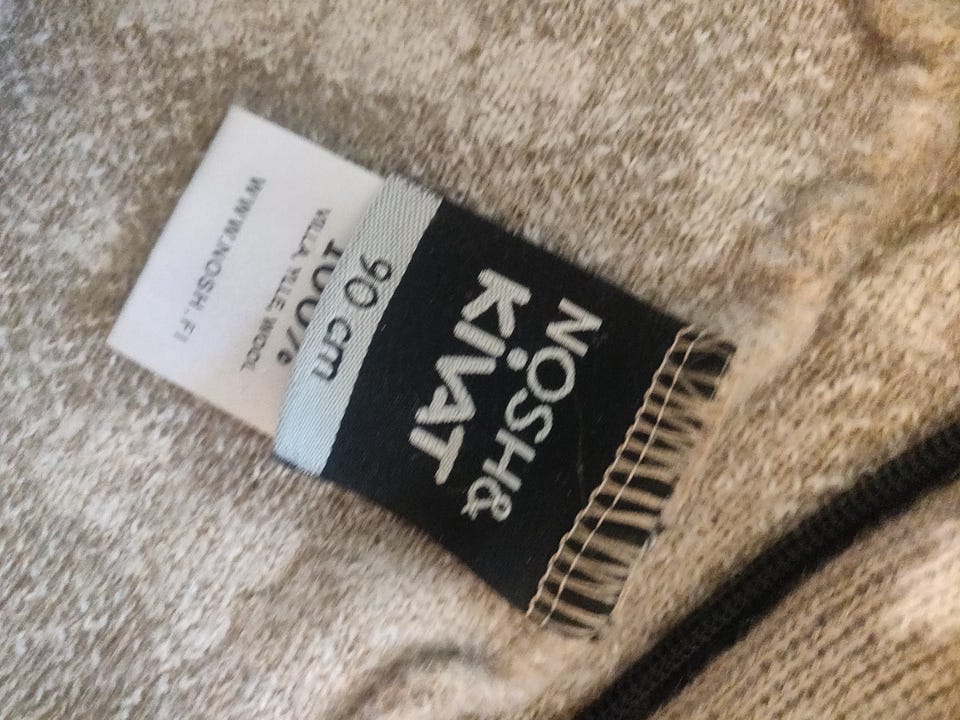 NOSH&
KIVAT
90 cm
100%
VILLA, YLLE, WOOL
WWW.NOSH.FI